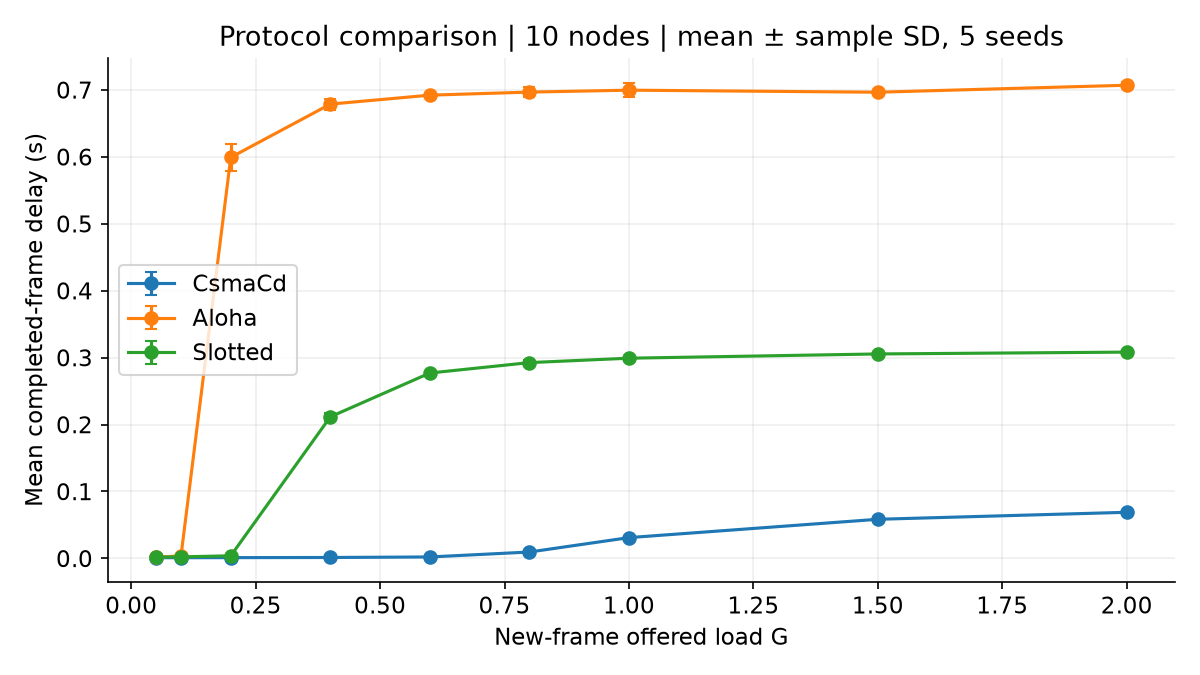 Protocol comparison | 10 nodes | mean ± sample SD, 5 seeds
Mean completed-frame delay (s)
0.7
0.6
0.5
0.4
0.3
0.2
0.1
0.0
CsmaCd
Aloha
Slotted
0.00 0.25 0.50 0.75 1.00 1.25 1.50 1.75 2.00
New-frame offered load G